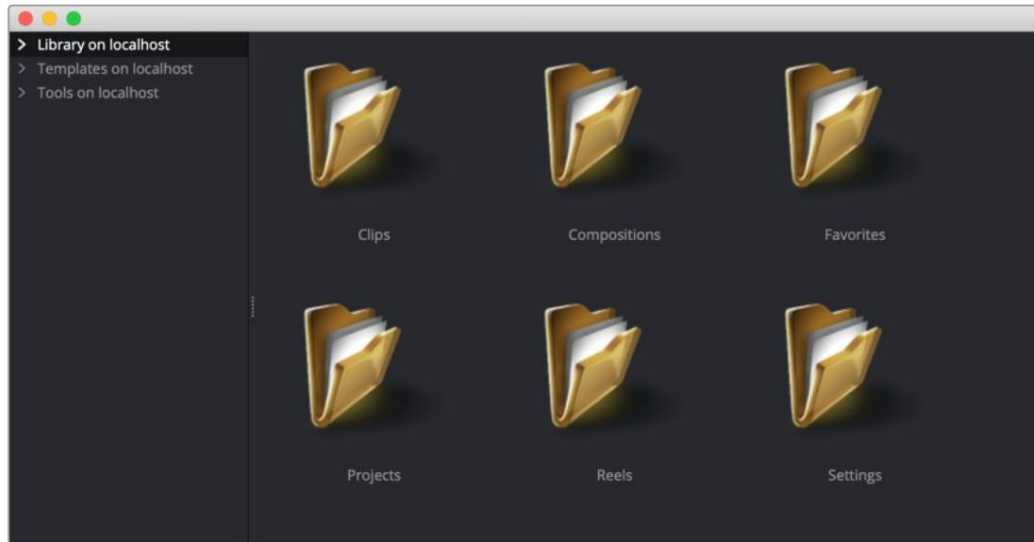 Library on localhost
Templates on localhost
Tools on localhost
Clips
Compositions
Favorites
Projects
Reels
Settings